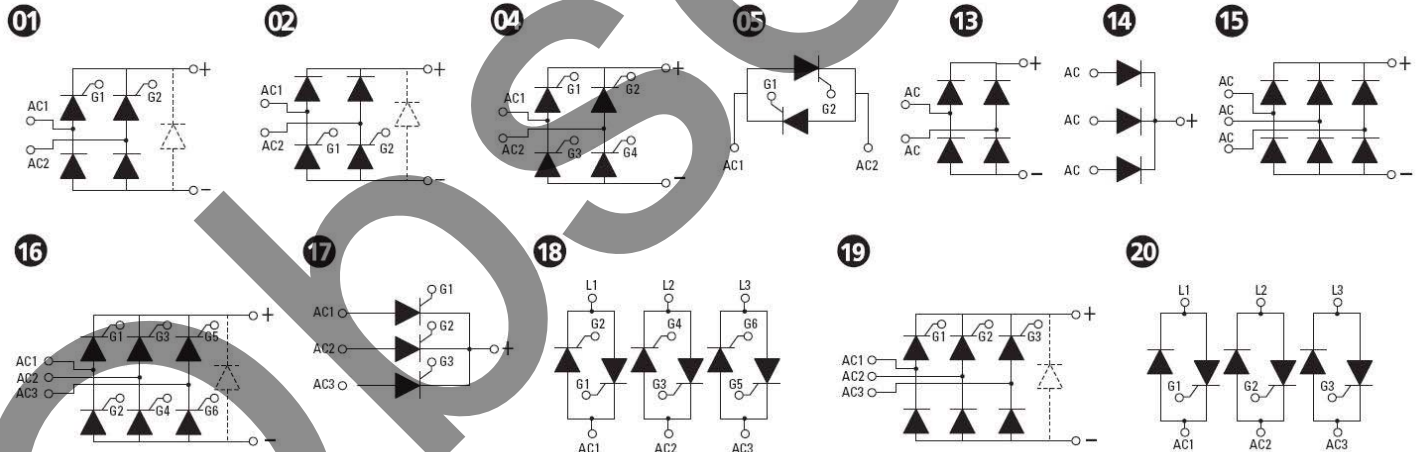 01 02 04 05 13 14 15
G1 G2 + AC1 AC2 −
+ AC1 AC2 G1 G2 −
G1 G2 + AC1 AC2 G3 G4 −
G1 G2 AC1 AC2
+ AC AC −
AC AC AC +
+ AC AC AC −
16 17 18 19 20
G1 G3 G5 + AC1 AC2 AC3 G2 G4 G6 −
G1 AC1 G2 AC2 + G3 AC3
L1 L2 L3
G2 G4 G6
G1 G3 G5
AC1 AC2 AC3
G1 G2 G3 + AC1 AC2 AC3 −
L1 L2 L3
G1 G2 G3
AC1 AC2 AC3